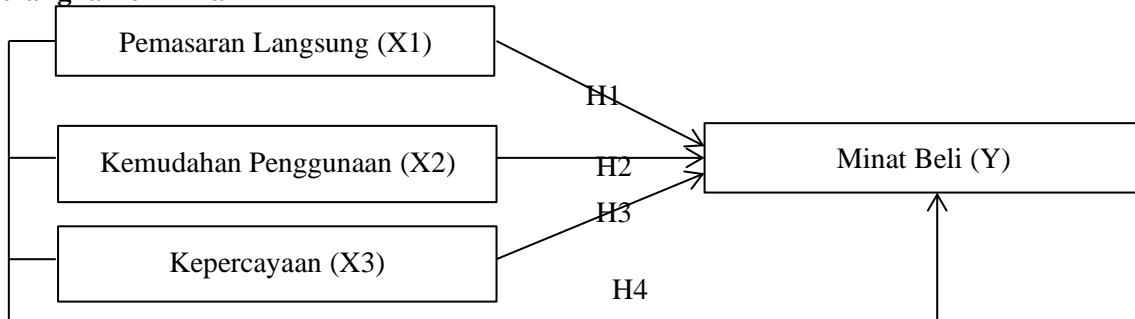 Pemasaran Langsung (X1)
H1
Kemudahan Penggunaan (X2)
H2
Minat Beli (Y)
H3
Kepercayaan (X3)
H4